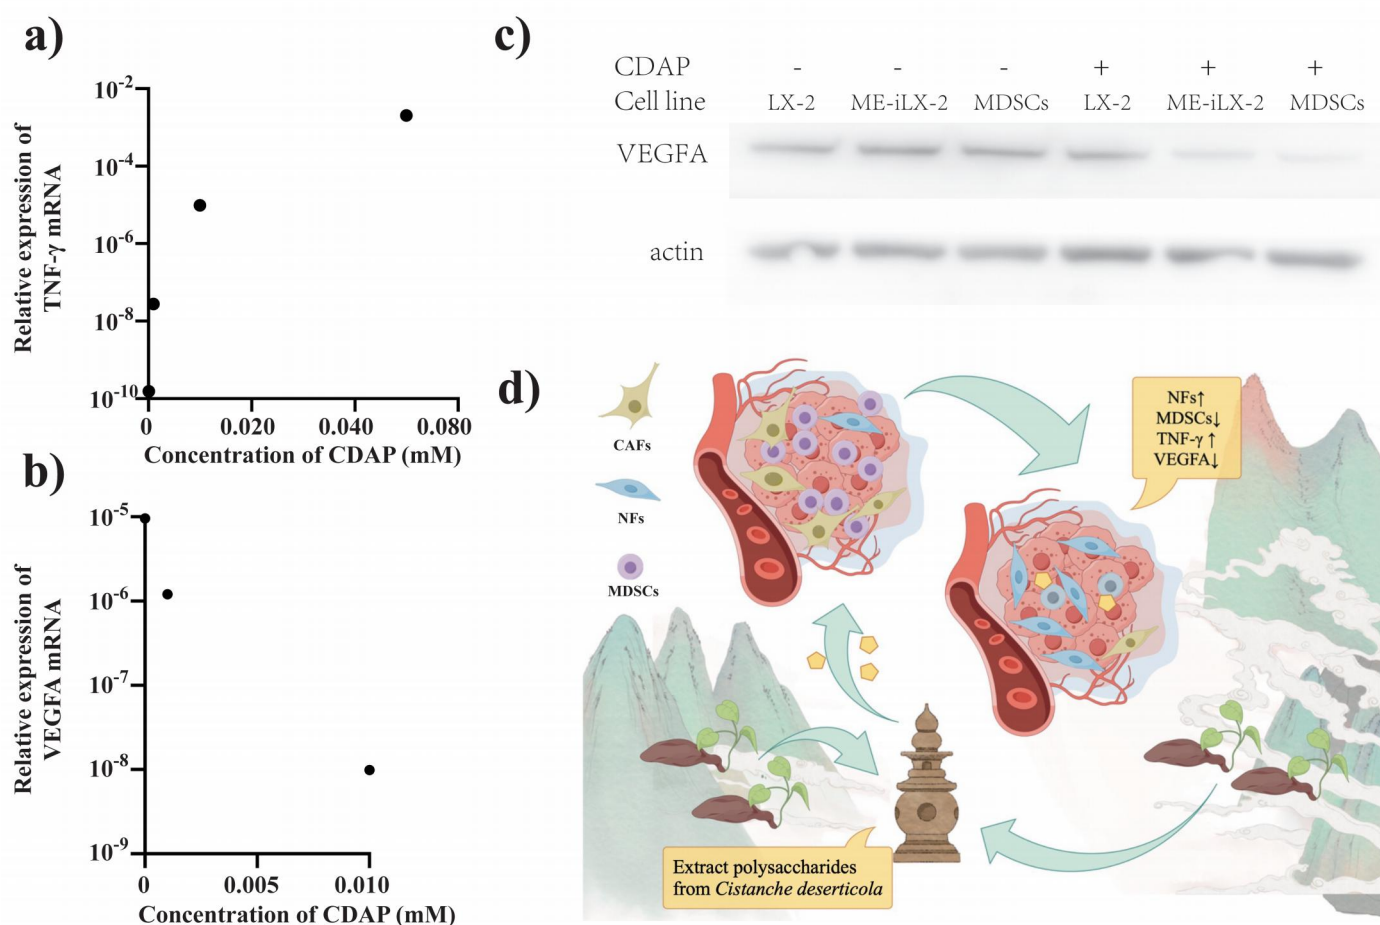 a)
10-2
10-4
10-6
10-8
10-10
Relative expression of
TNF-γ mRNA
0 0.020 0.040 0.060 0.080
Concentration of CDAP (mM)
b)
10-5
10-6
10-7
10-8
10-9
Relative expression of
VEGFA mRNA
0 0.005 0.010
Concentration of CDAP (mM)
c)
CDAP - - - + + +
Cell line LX-2 ME-iLX-2 MDSCs LX-2 ME-iLX-2 MDSCs
VEGFA
actin
d)
CAFs
NFs
MDSCs
NFs↑
MDSCs↓
TNF-γ ↑
VEGFA↓
Extract polysaccharides
from Cistanche deserticola